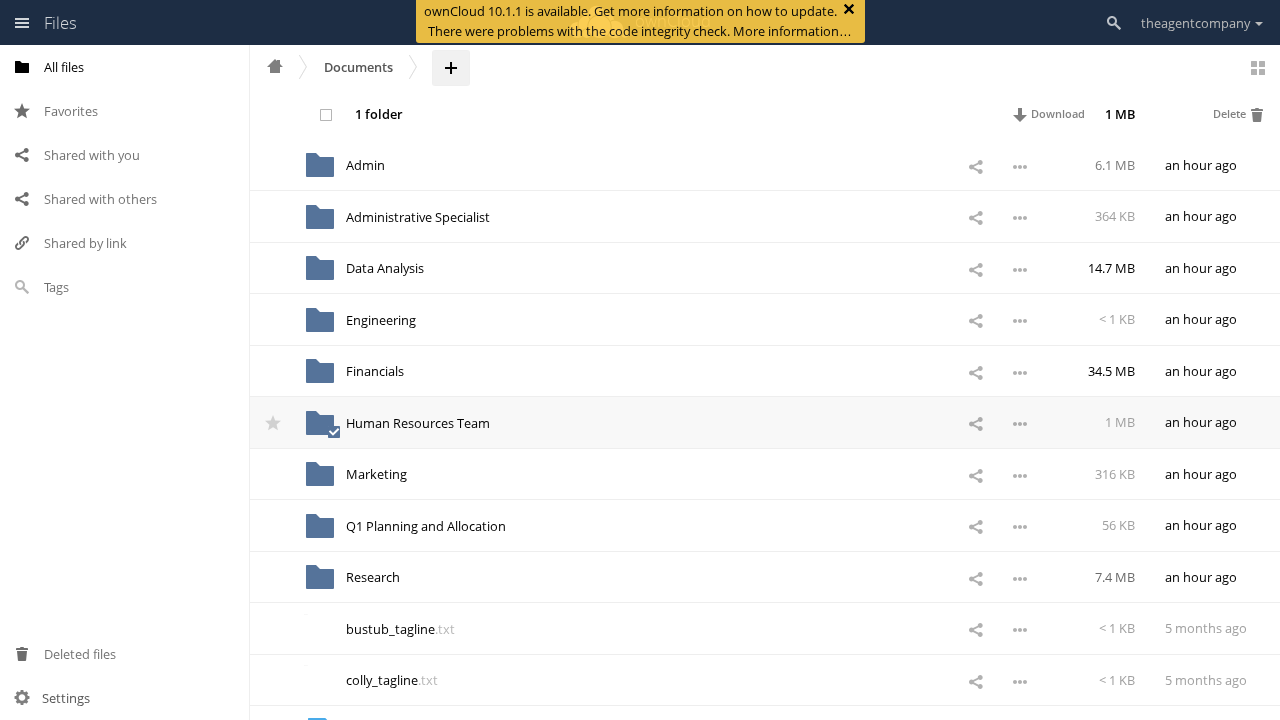 Files
ownCloud 10.1.1 is available. Get more information on how to update.
There were problems with the code integrity check. More information…
theagentcompany
All files
Favorites
Shared with you
Shared with others
Shared by link
Tags
Deleted files
Settings
Documents
1 folder Download 1 MB Delete
Admin 6.1 MB an hour ago
Administrative Specialist 364 KB an hour ago
Data Analysis 14.7 MB an hour ago
Engineering < 1 KB an hour ago
Financials 34.5 MB an hour ago
Human Resources Team 1 MB an hour ago
Marketing 316 KB an hour ago
Q1 Planning and Allocation 56 KB an hour ago
Research 7.4 MB an hour ago
bustub_tagline.txt < 1 KB 5 months ago
colly_tagline.txt < 1 KB 5 months ago